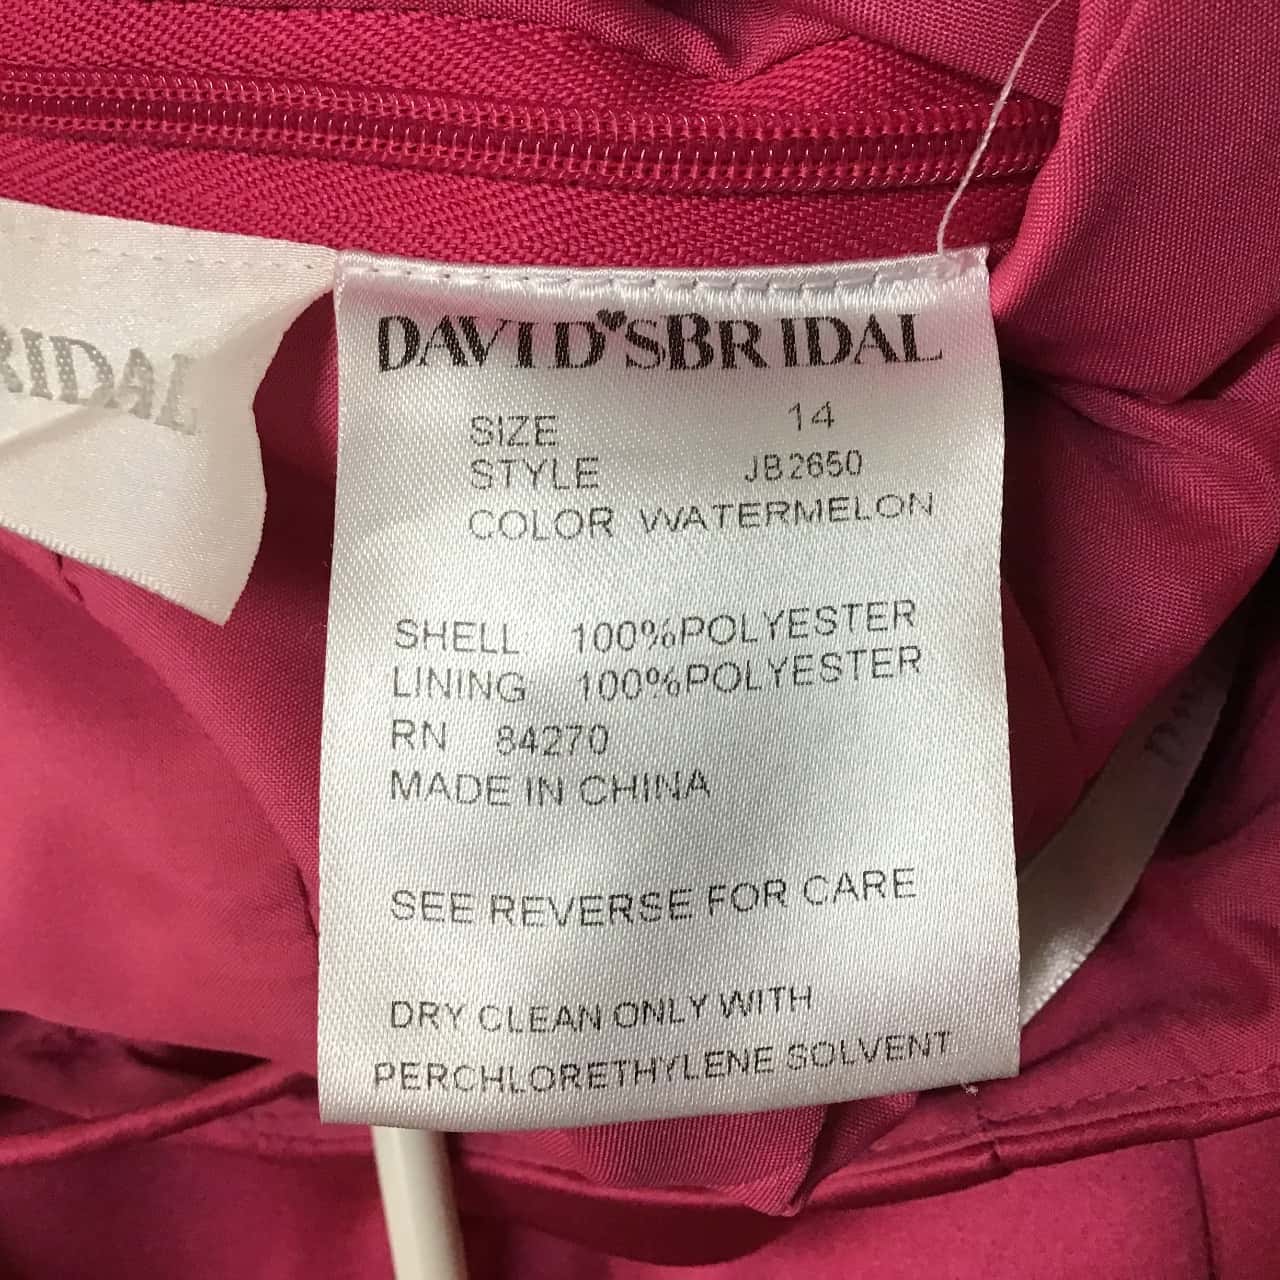 DAVID'S BRIDAL
SIZE 14
STYLE JB2650
COLOR WATERMELON
SHELL 100%POLYESTER
LINING 100%POLYESTER
RN 84270
MADE IN CHINA
SEE REVERSE FOR CARE
DRY CLEAN ONLY WITH
PERCHLORETHYLENE SOLVENT
RIDAL